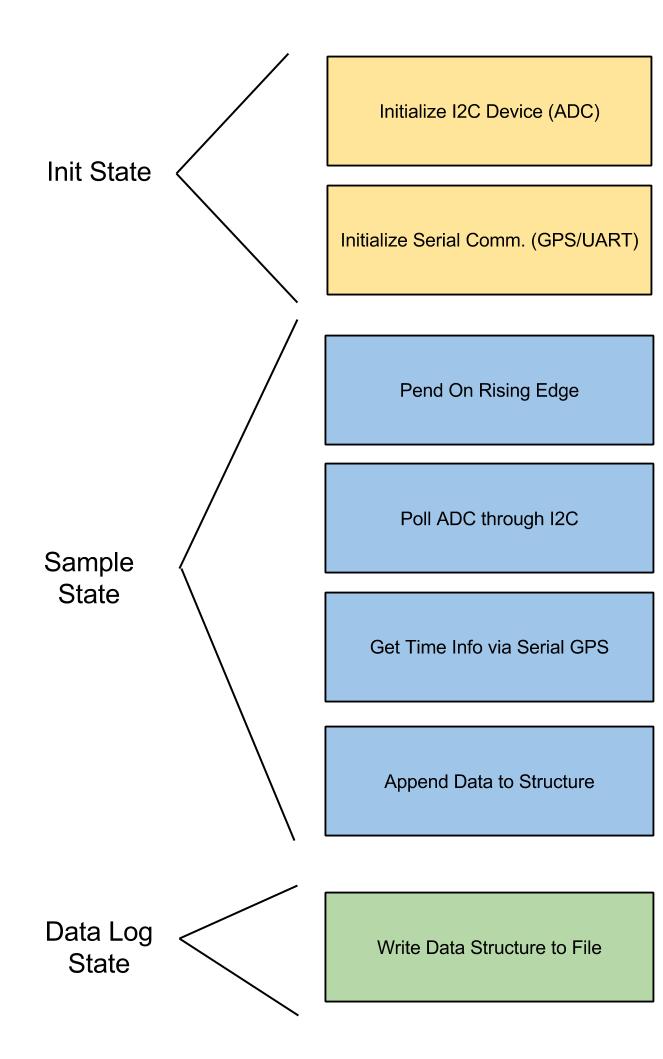 Init State
Initialize I2C Device (ADC)
Initialize Serial Comm. (GPS/UART)
Sample
State
Pend On Rising Edge
Poll ADC through I2C
Get Time Info via Serial GPS
Append Data to Structure
Data Log
State
Write Data Structure to File